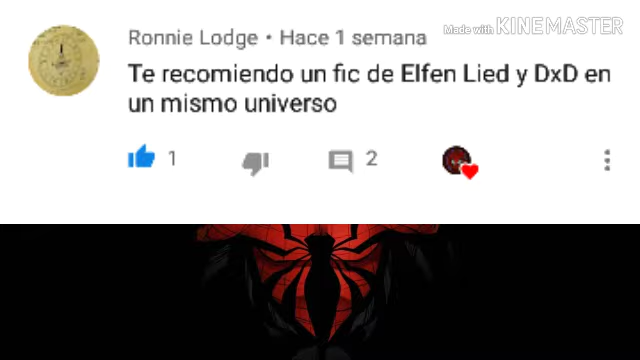 Ronnie Lodge • Hace 1 semana
Made with KINEMASTER
Te recomiendo un fic de Elfen Lied y DxD en
un mismo universo
1
2